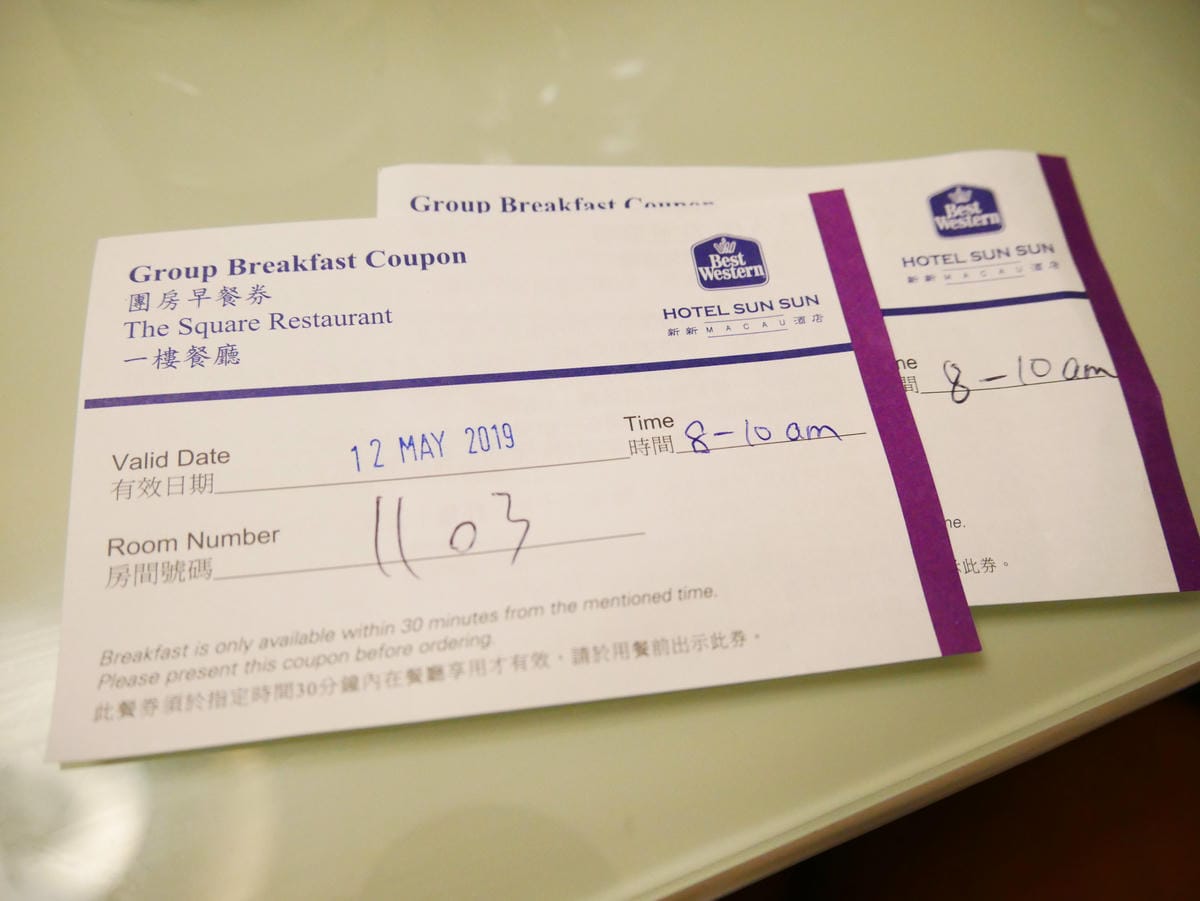 Group Breakfast Coupon
團房早餐券
The Square Restaurant
一樓餐廳
Best
Western
HOTEL SUN SUN
新新 MACAU 酒店
Valid Date 12 MAY 2019 Time 8-10 am
有效日期 時間
Room Number 1103
房間號碼
Breakfast is only available within 30 minutes from the mentioned time.
Please present this coupon before ordering.
此餐券須於指定時間30分鐘內在餐廳享用才有效。請於用餐前出示此券。
Group Breakfast Coupon
Best
Western
HOTEL SUN SUN
新新 MACAU 酒店
8-10 am
間
此券。